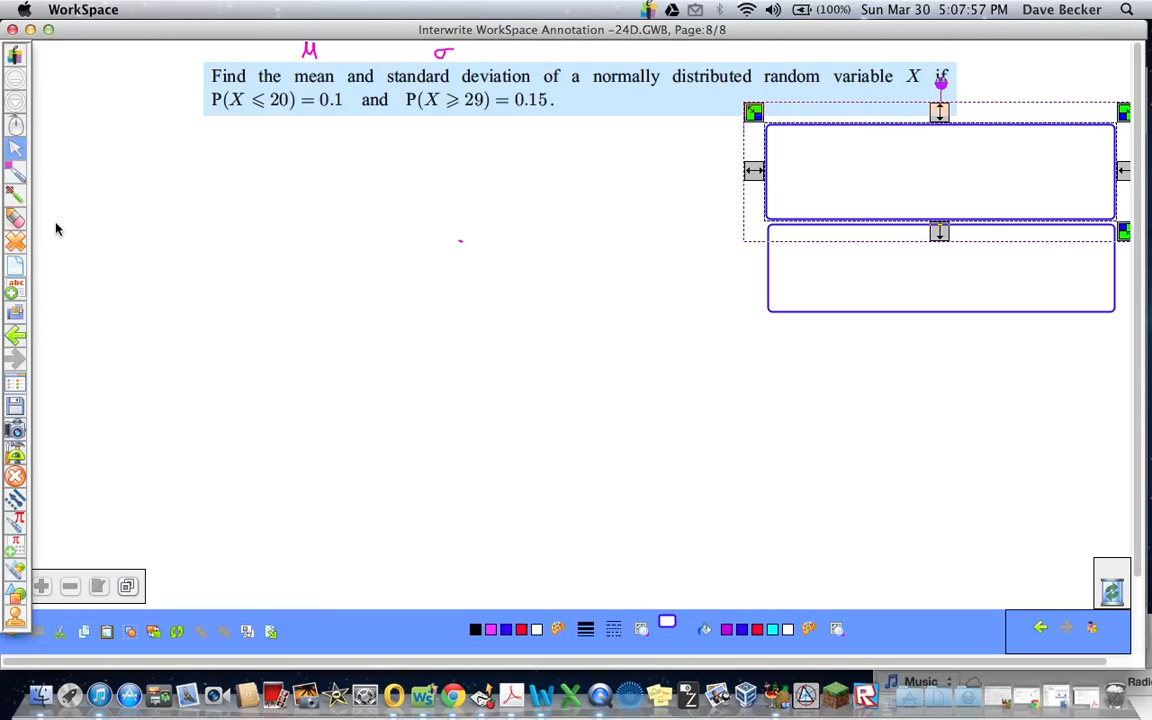 WorkSpace
(100%) Sun Mar 30 5:07:57 PM Dave Becker
Interwrite WorkSpace Annotation -24D.GWB, Page:8/8
μ σ
Find the mean and standard deviation of a normally distributed random variable X if
P(X ⩽ 20) = 0.1 and P(X ⩾ 29) = 0.15.
abc
π
π
Music
Radi